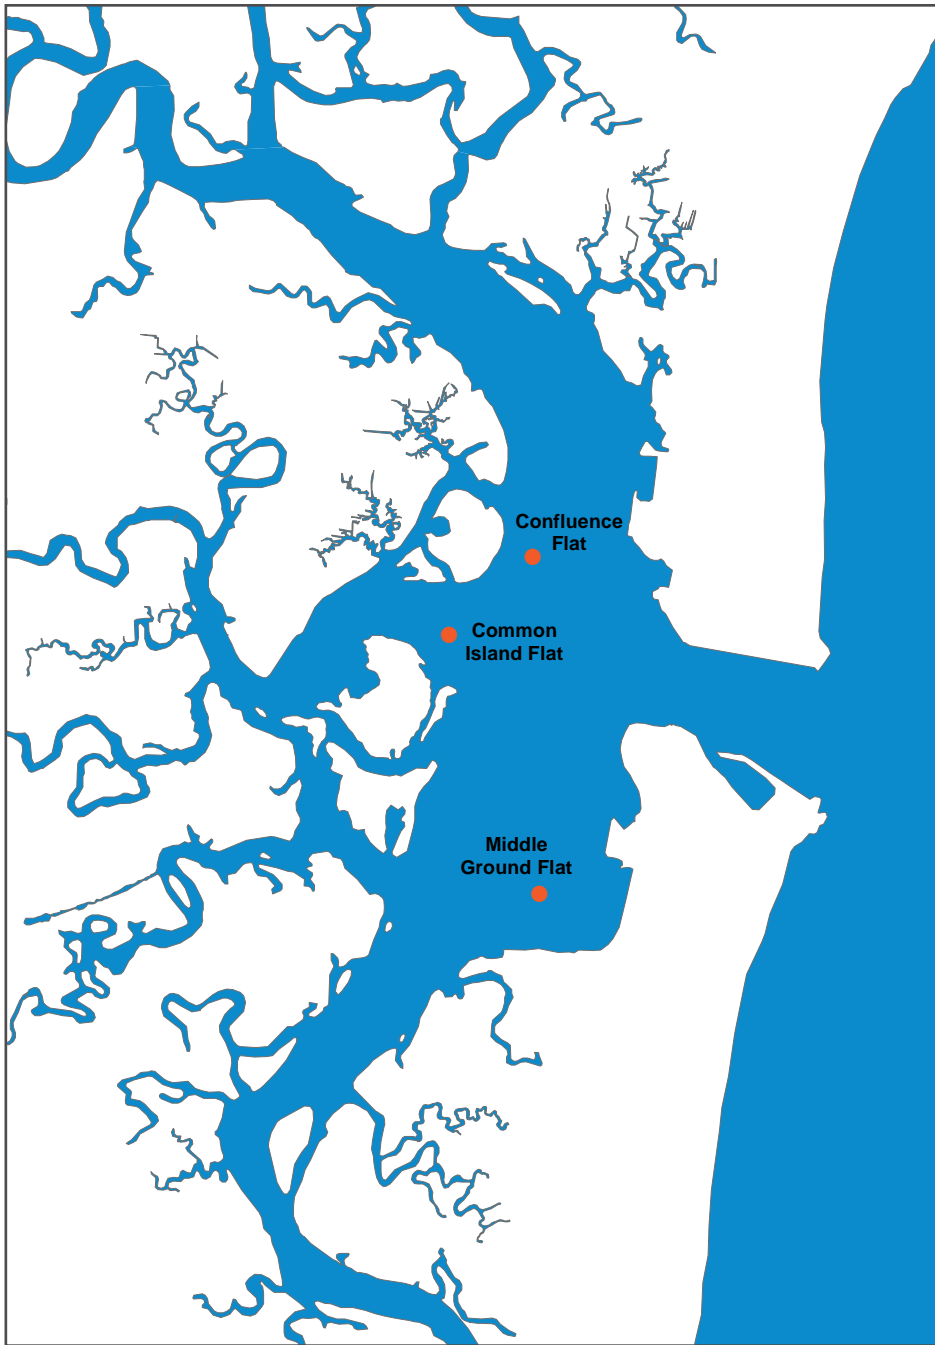 Confluence
Flat
Common
Island Flat
Middle
Ground Flat